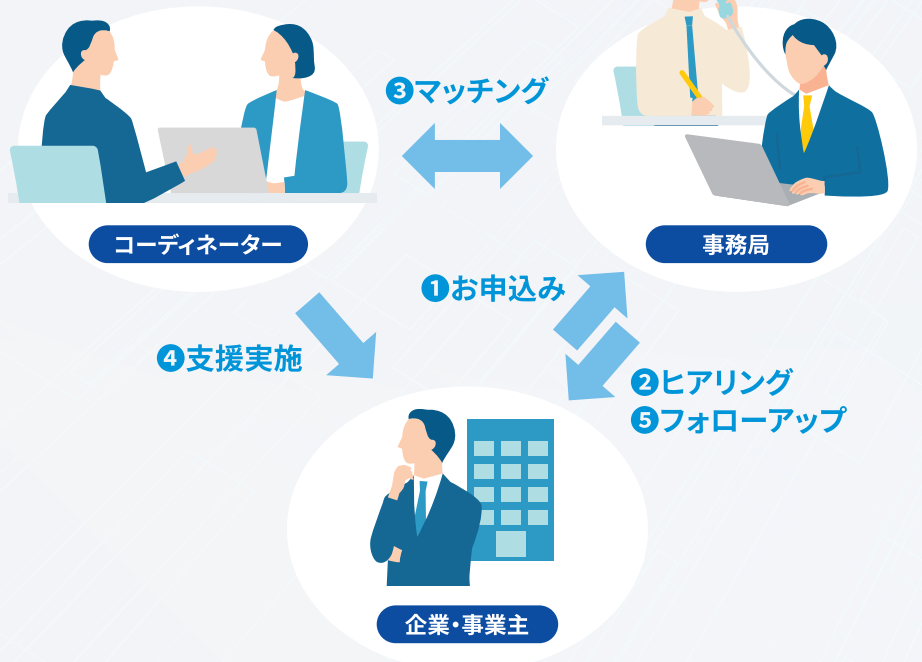 ❸マッチング
コーディネーター
事務局
❶お申込み
❹支援実施
❷ヒアリング
❺フォローアップ
企業・事業主